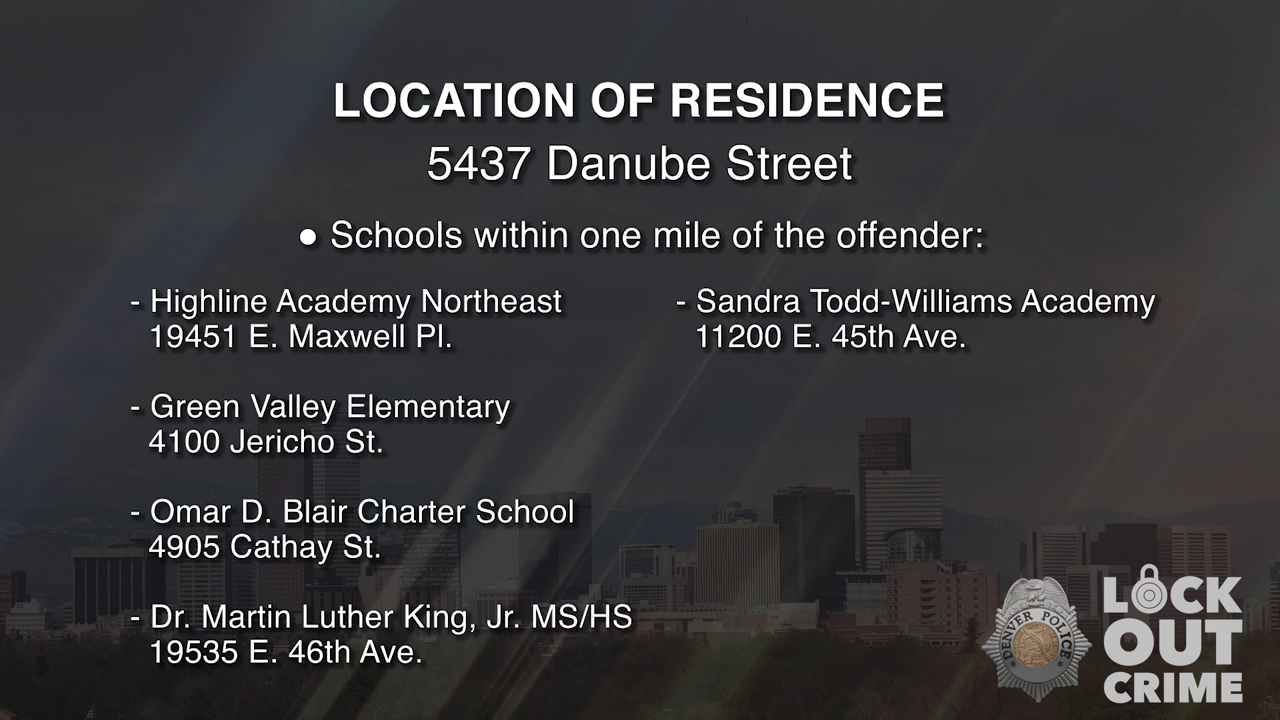 LOCATION OF RESIDENCE
5437 Danube Street
● Schools within one mile of the offender:
- Highline Academy Northeast
19451 E. Maxwell Pl.
- Green Valley Elementary
4100 Jericho St.
- Omar D. Blair Charter School
4905 Cathay St.
- Dr. Martin Luther King, Jr. MS/HS
19535 E. 46th Ave.
- Sandra Todd-Williams Academy
11200 E. 45th Ave.
DENVER POLICE
LOCK
OUT
CRIME